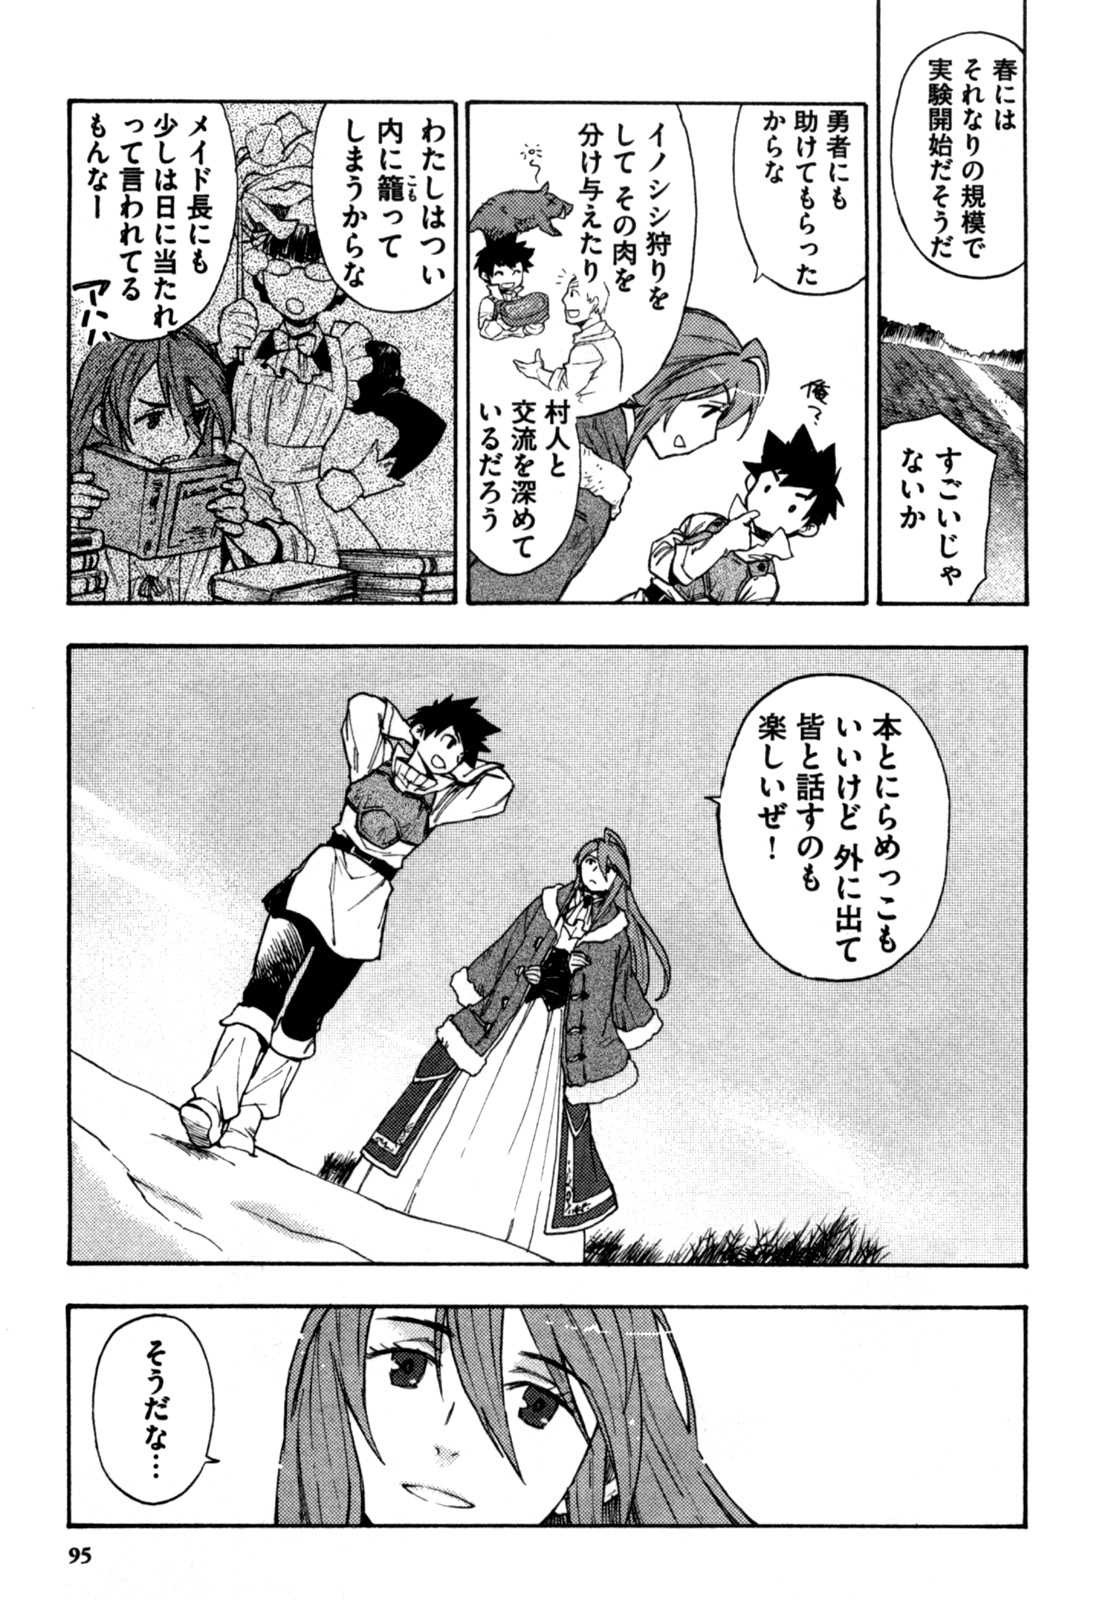 春には
それなりの規模で
実験開始だそうだ
すごいじゃ
ないか
勇者にも
助けてもらった
からな
イノシシ狩りを
して その肉を
分け与えたり
俺?
村人と
交流を深めて
いるだろう
わたしはつい
内に籠って
こも
しまうからな
メイド長にも
少しは日に当たれ
って言われてる
もんなー
アハハ
本とにらめっこも
いいけど 外に出て
皆と話すのも
楽しいぜ!
そうだな…
95